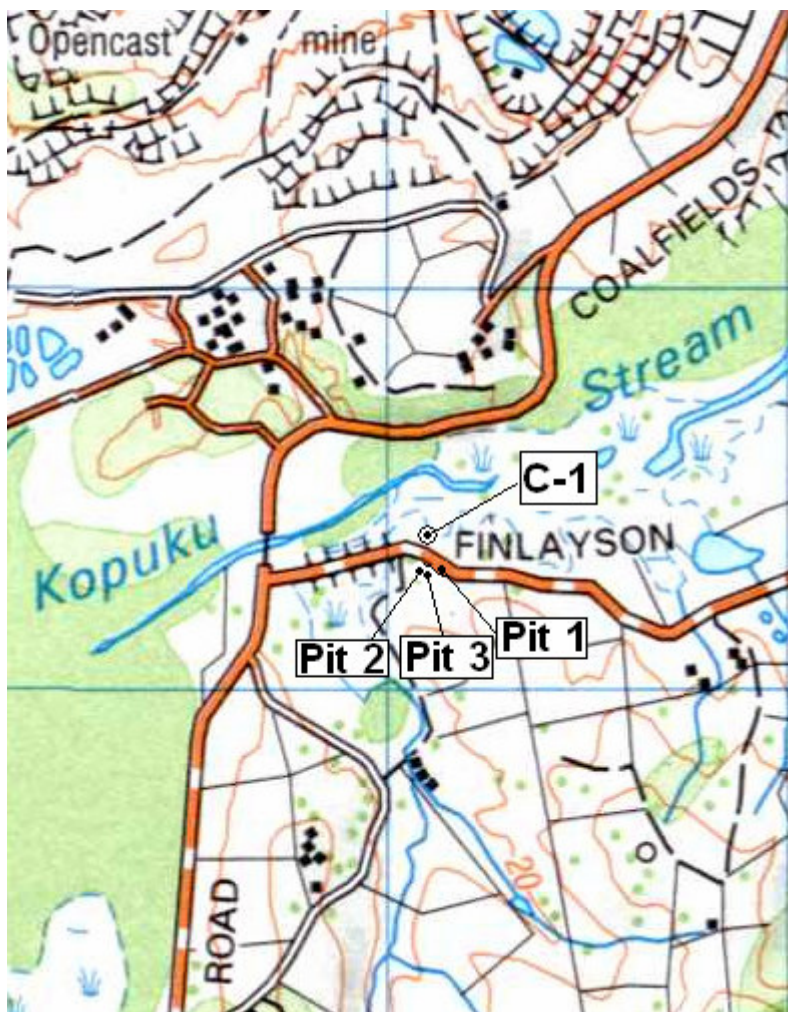 Opencast mine
COALFIELDS
Stream
C-1
Kopuku
FINLAYSON
Pit 1
Pit 2
Pit 3
20
ROAD